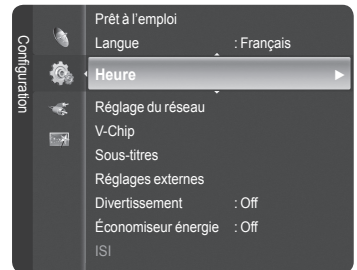 Configuration
Prêt à l'emploi
Langue : Français
Heure
Réglage du réseau
V-Chip
Sous-titres
Réglages externes
Divertissement : Off
Économiseur énergie : Off
ISI